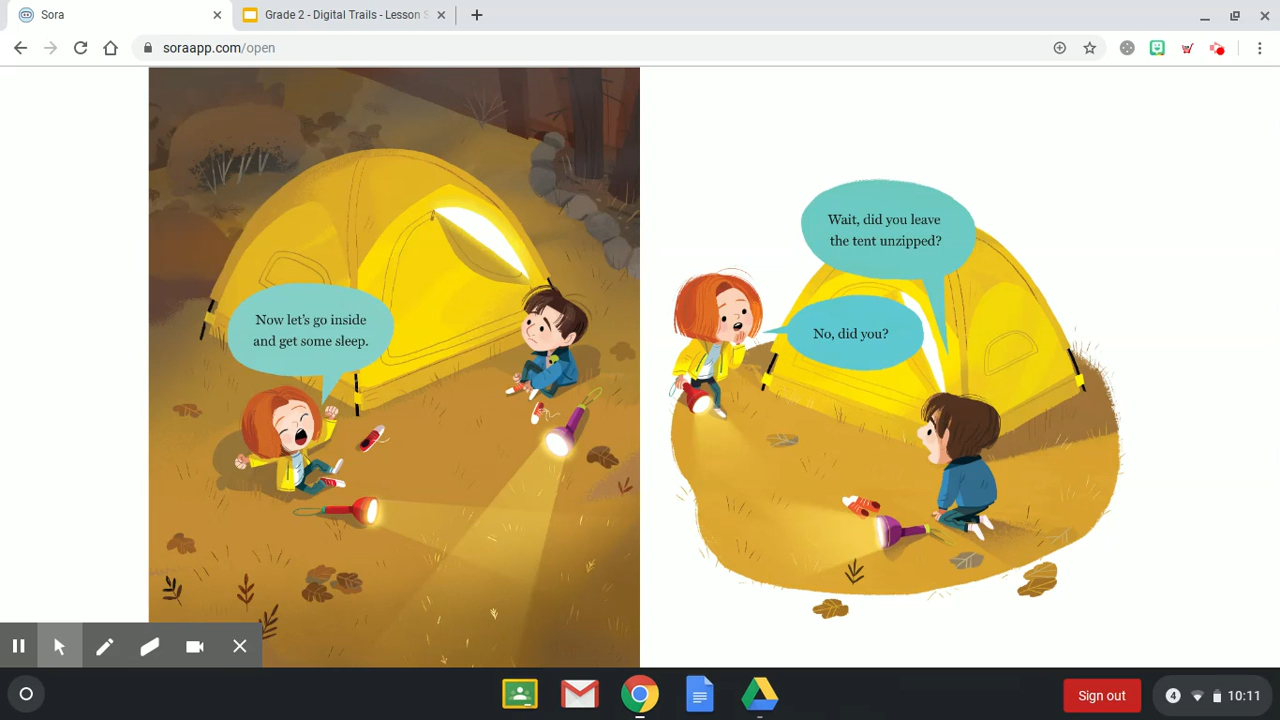 Sora
Grade 2 - Digital Trails - Lesson
soraapp.com/open
Now let's go inside
and get some sleep.
Wait, did you leave
the tent unzipped?
No, did you?
Sign out
4
10:11